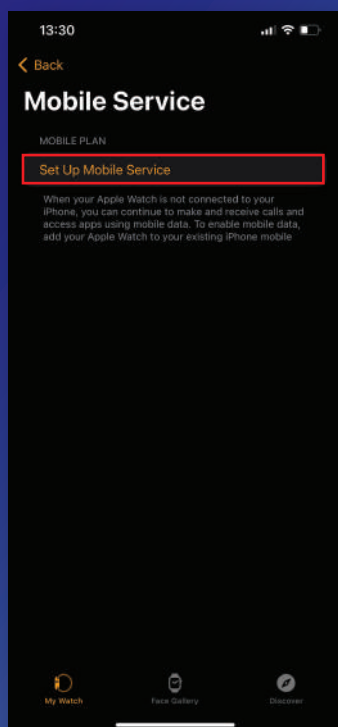 13:30
Back
Mobile Service
MOBILE PLAN
Set Up Mobile Service
When your Apple Watch is not connected to your
iPhone, you can continue to make and receive calls and
access apps using mobile data. To enable mobile data,
add your Apple Watch to your existing iPhone mobile
My Watch
Face Gallery
Discover